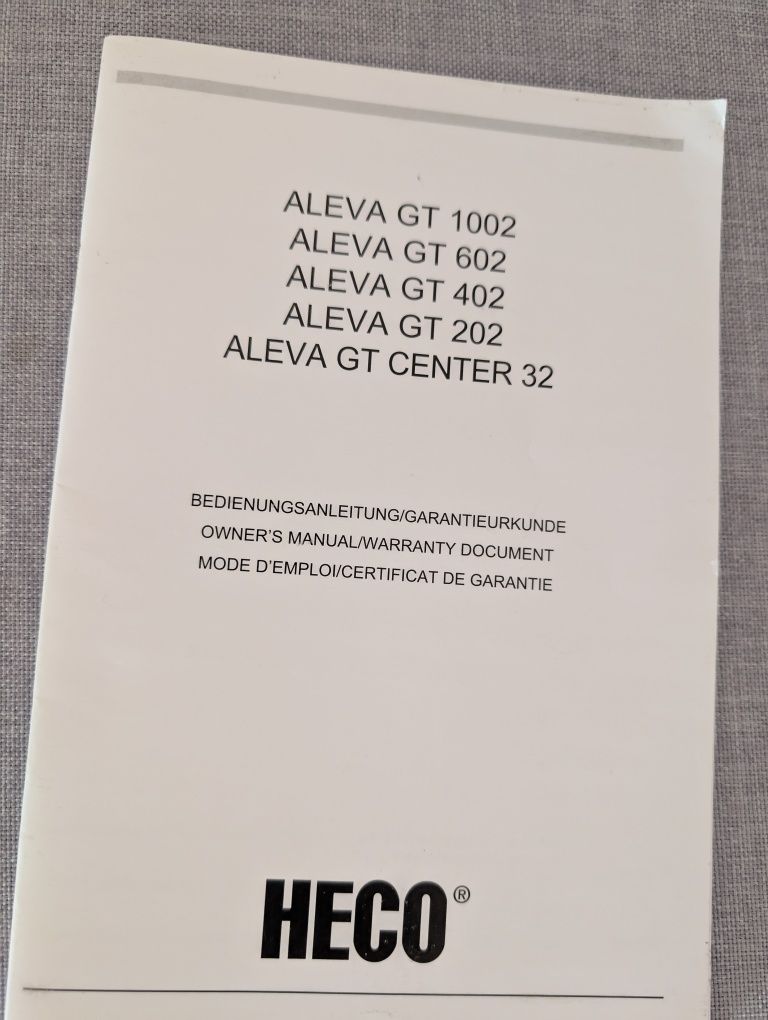 ALEVA GT 1002
ALEVA GT 602
ALEVA GT 402
ALEVA GT 202
ALEVA GT CENTER 32
BEDIENUNGSANLEITUNG/GARANTIEURKUNDE
OWNER'S MANUAL/WARRANTY DOCUMENT
MODE D'EMPLOI/CERTIFICAT DE GARANTIE
HECO®